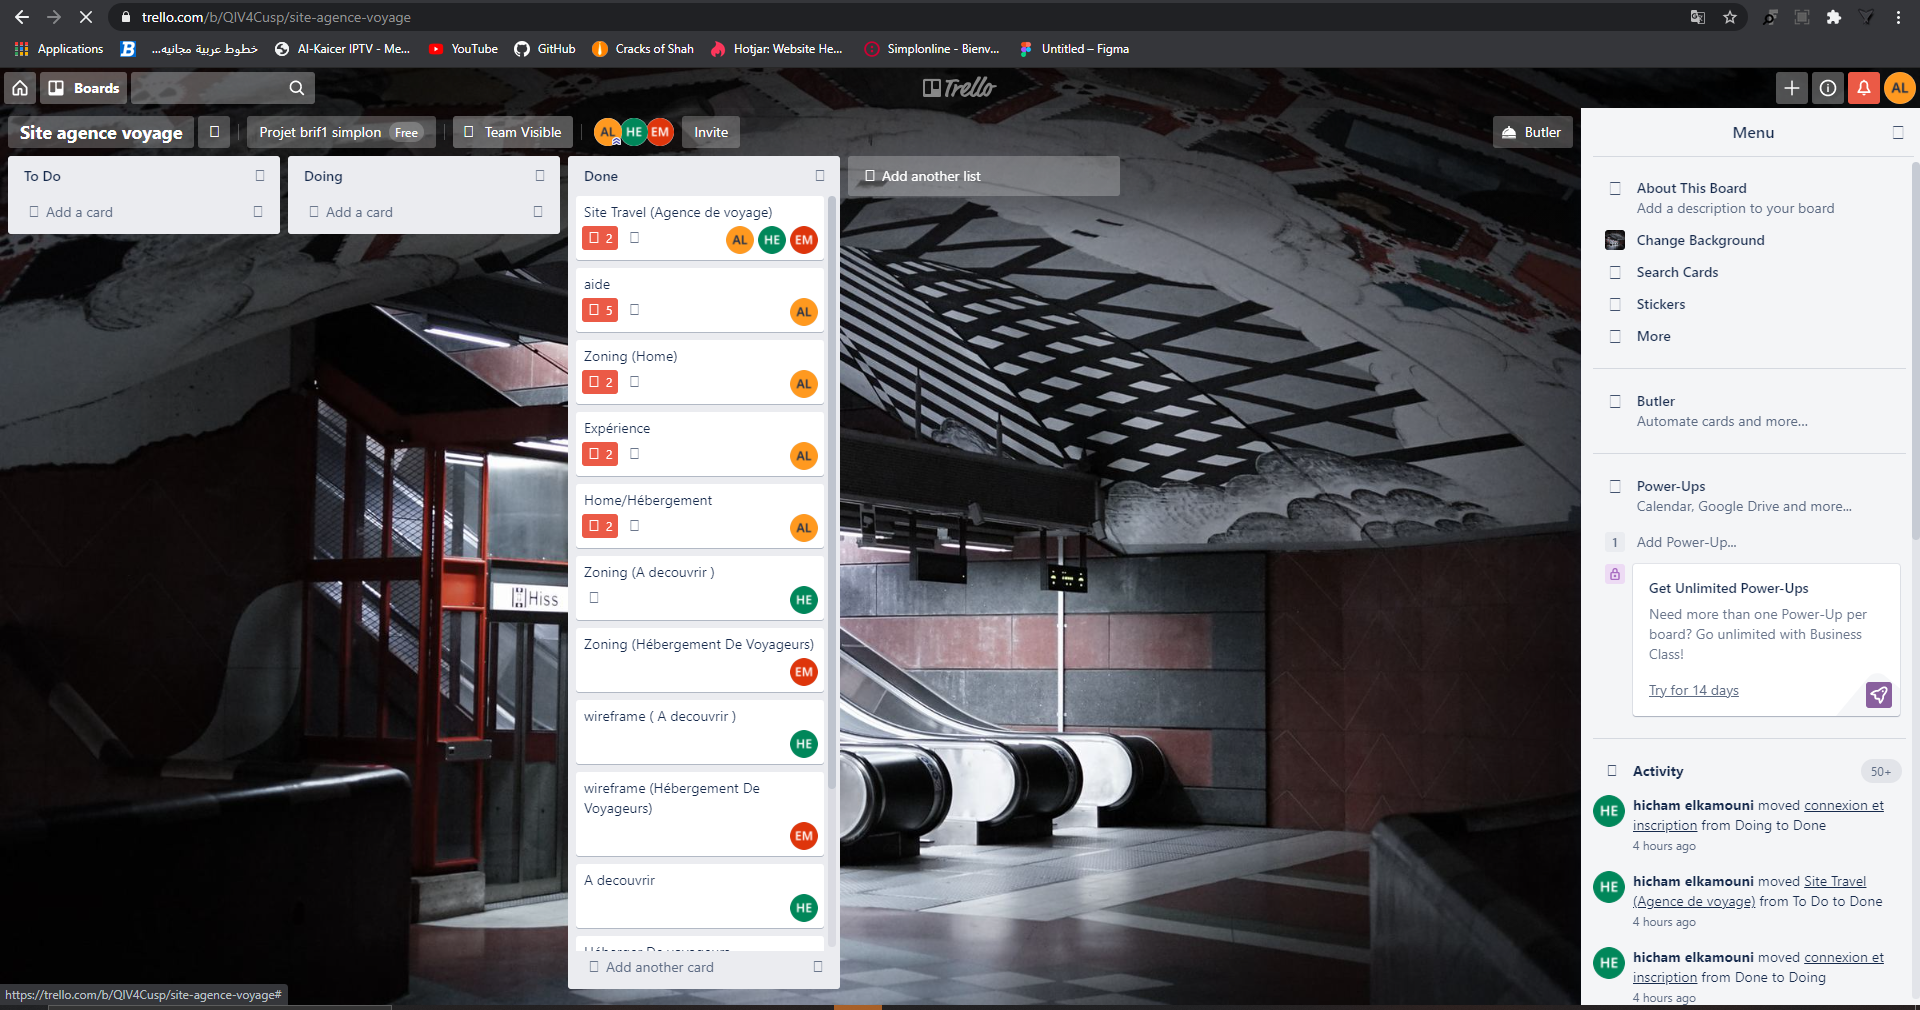 trello.com/b/QIV4Cusp/site-agence-voyage
Applications
خطوط عربية مجانيه...
Al-Kaicer IPTV - Me...
YouTube
GitHub
Cracks of Shah
Hotjar: Website He...
Simplonline - Bienv...
Untitled – Figma
Boards
Trello
AL
Site agence voyage
Projet brif1 simplon Free
Team Visible
AL HE EM
Invite
Butler
To Do
Add a card
Doing
Add a card
Done
Site Travel (Agence de voyage)
2
AL HE EM
aide
5
AL
Zoning (Home)
2
AL
Expérience
2
AL
Home/Hébergement
2
AL
Zoning (A decouvrir )
HE
Zoning (Hébergement De Voyageurs)
EM
wireframe ( A decouvrir )
HE
wireframe (Hébergement De
Voyageurs)
EM
A decouvrir
HE
Héberger De voyageurs
Add another card
Add another list
Hiss
Menu
About This Board
Add a description to your board
Change Background
Search Cards
Stickers
More
Butler
Automate cards and more...
Power-Ups
Calendar, Google Drive and more...
1 Add Power-Up...
Get Unlimited Power-Ups
Need more than one Power-Up per
board? Go unlimited with Business
Class!
Try for 14 days
Activity
50+
HE
hicham elkamouni moved connexion et
inscription from Doing to Done
4 hours ago
HE
hicham elkamouni moved Site Travel
(Agence de voyage) from To Do to Done
4 hours ago
HE
hicham elkamouni moved connexion et
inscription from Done to Doing
4 hours ago
https://trello.com/b/QIV4Cusp/site-agence-voyage#